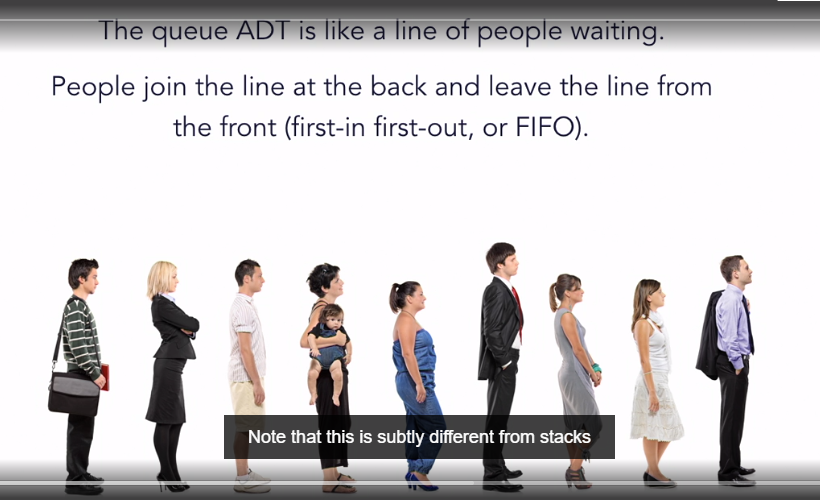 The queue ADT is like a line of people waiting.
People join the line at the back and leave the line from
the front (first-in first-out, or FIFO).
Note that this is subtly different from stacks